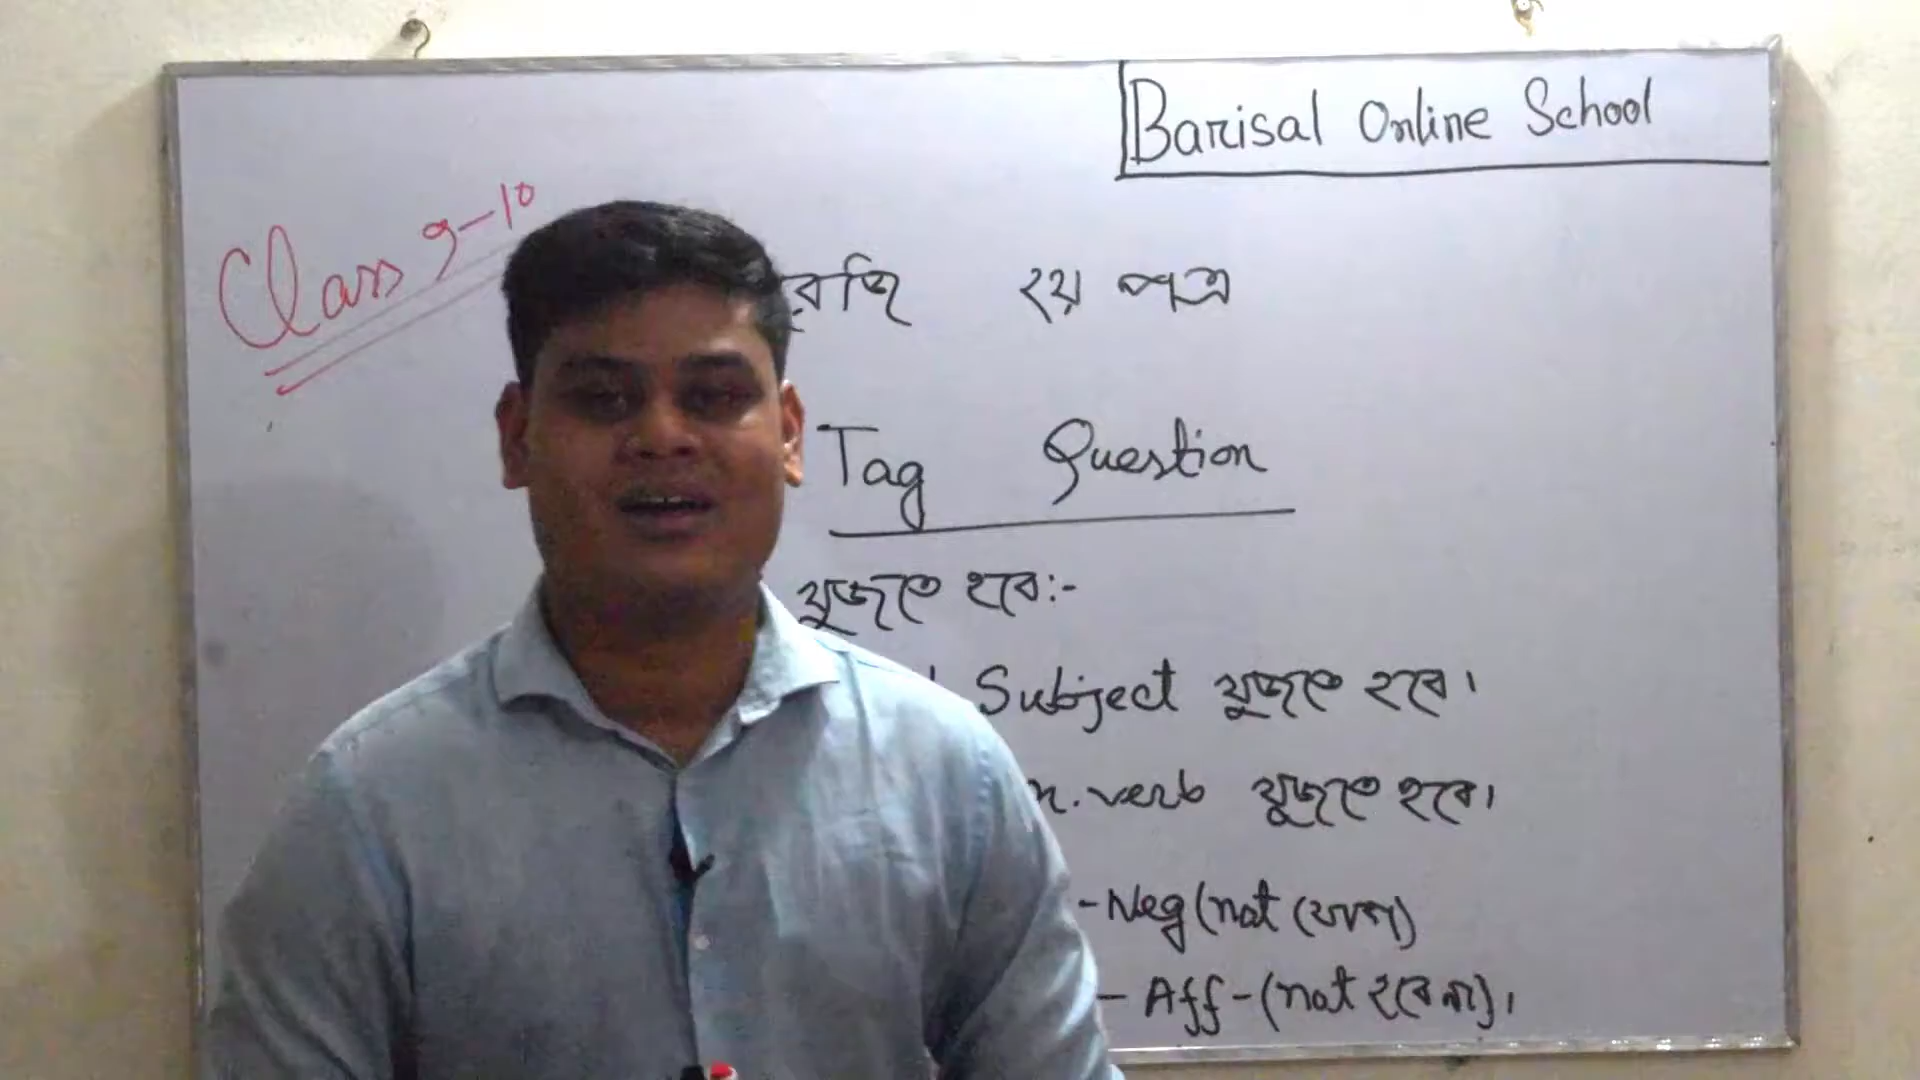 Barisal Online School
Class 9-10
২য় পত্র
Tag Question
খুজতে হবে:-
Subject খুজতে হবে।
verb খুজতে হবে।
-Neg (not যোগ)
- Aff - (not হবে না)।